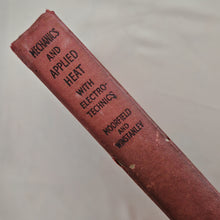 MECHANICS
AND
APPLIED
HEAT
WITH
ELECTRO-
TECHNICS
MOORFIELD
AND
WINSTANLEY